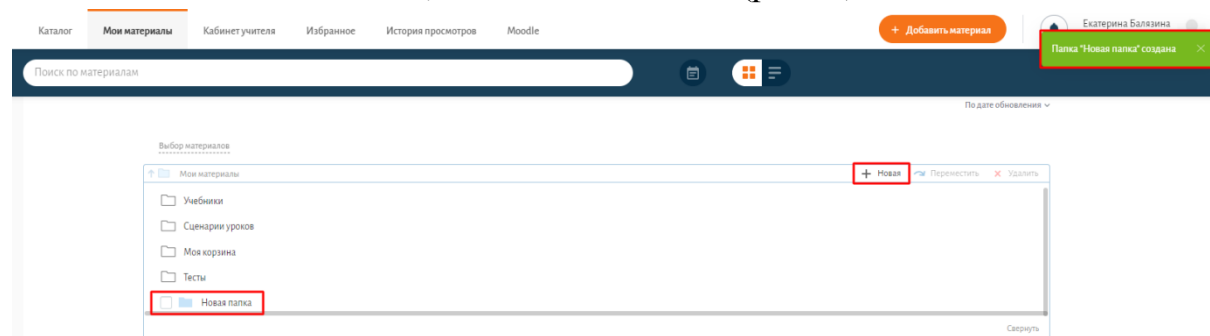 Каталог Мои материалы Кабинет учителя Избранное История просмотров Moodle + Добавить материал Екатерина Балязина
Папка "Новая папка" создана
Поиск по материалам
По дате обновления
Выбор материалов
Мои материалы + Новая Переместить Удалить
Учебники
Сценарии уроков
Моя корзина
Тесты
Новая папка
Свернуть